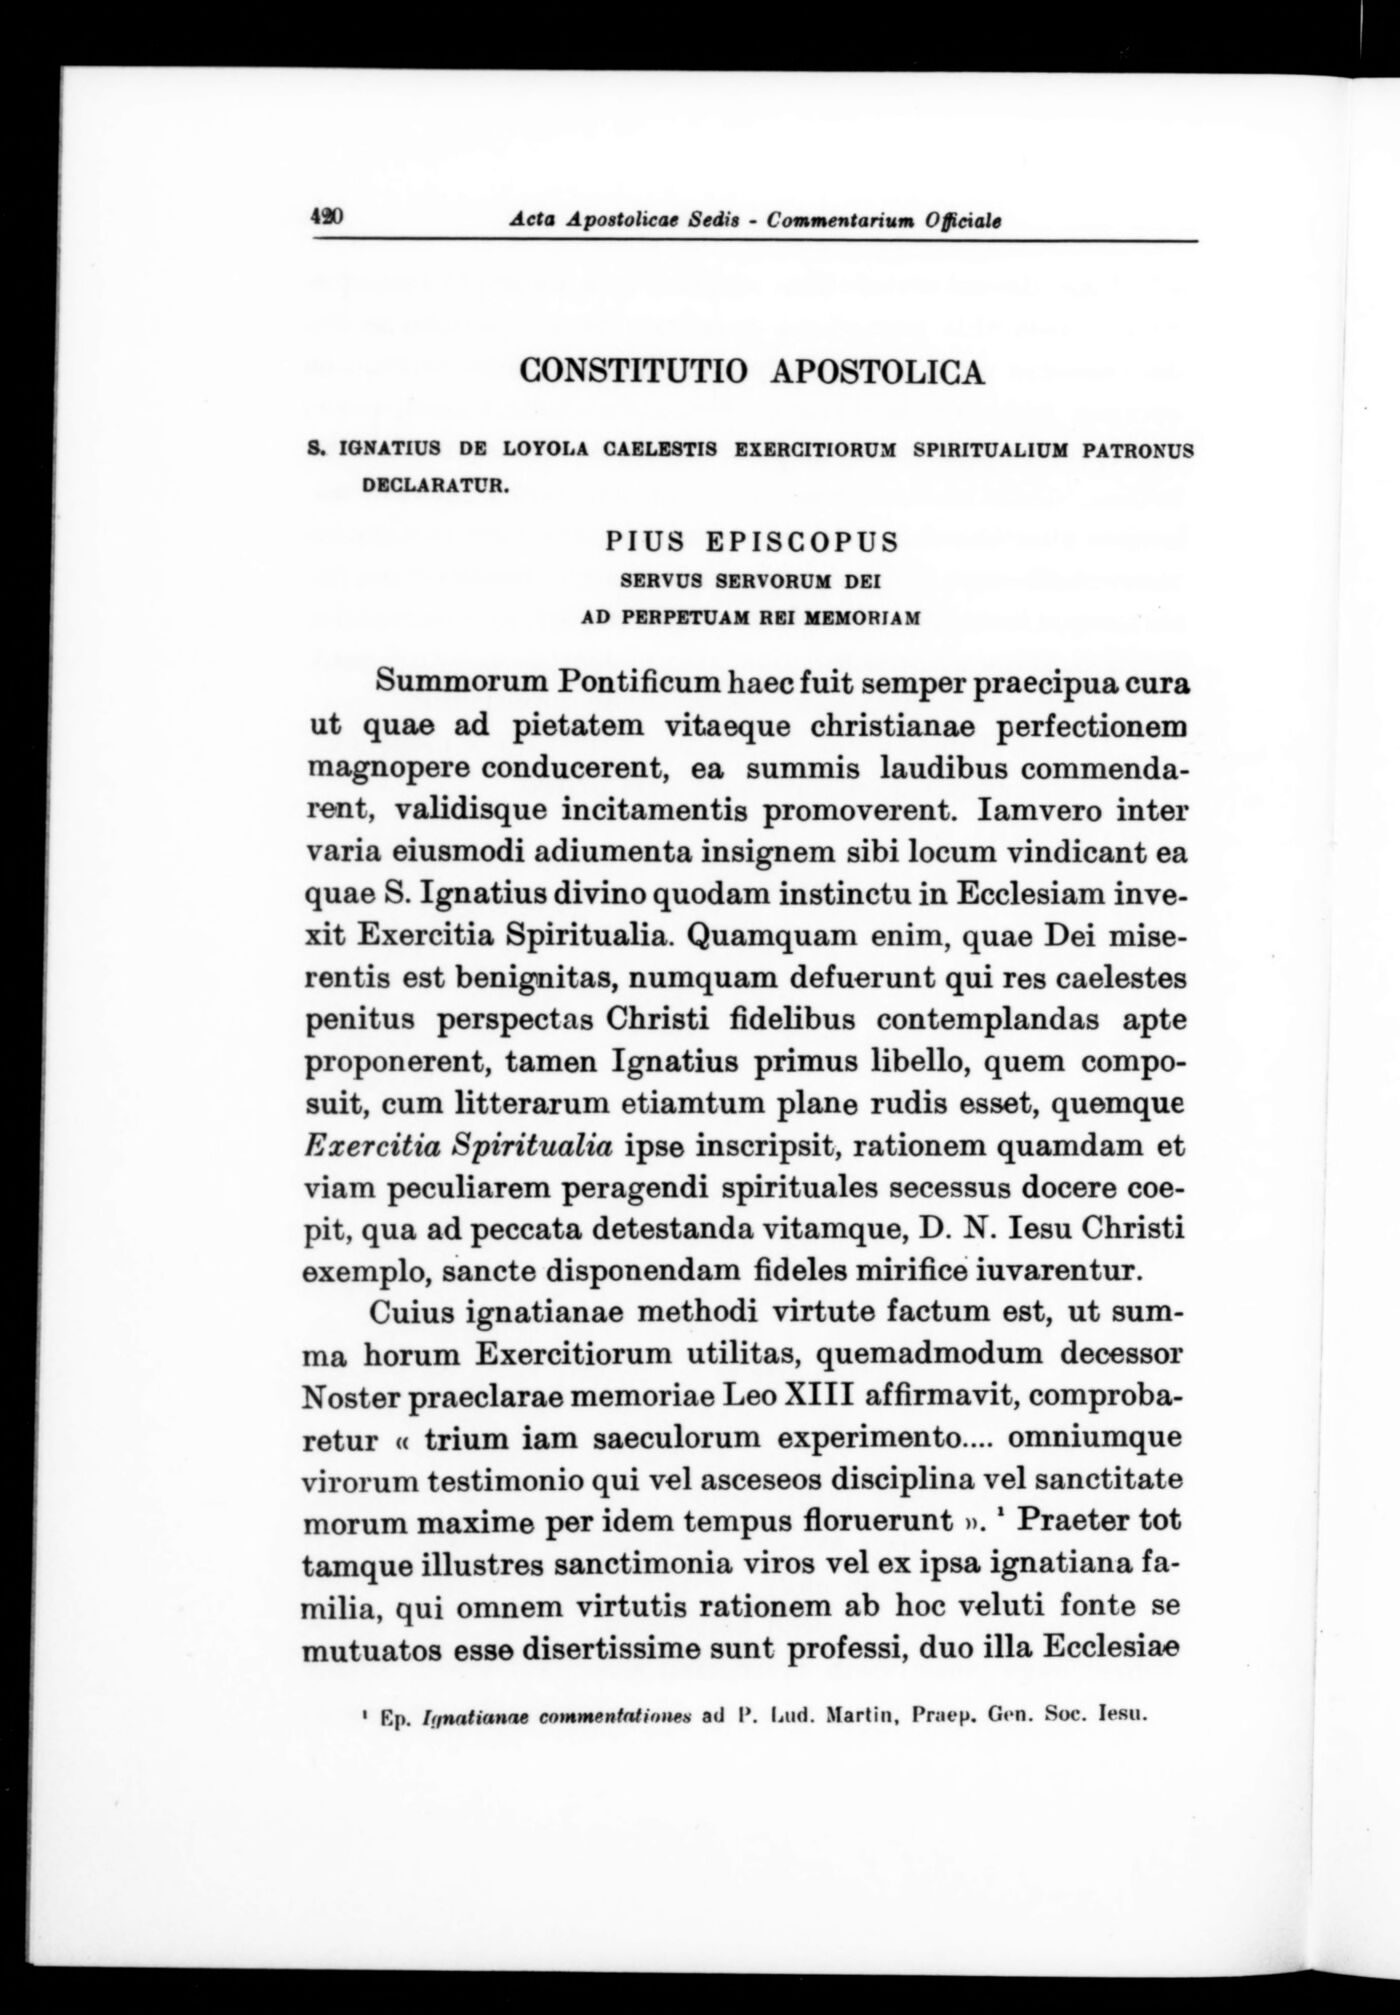 420 Acta Apostolicae Sedis - Commentarium Officiale
CONSTITUTIO APOSTOLICA
S. IGNATIUS DE LOYOLA CAELESTIS EXERCITIORUM SPIRITUALIUM PATRONUS
DECLARATUR.
PIUS EPISCOPUS
SERVUS SERVORUM DEI
AD PERPETUAM REI MEMORIAM
Summorum Pontificum haec fuit semper praecipua cura
ut quae ad pietatem vitaeque christianae perfectionem
magnopere conducerent, ea summis laudibus commenda-
rent, validisque incitamentis promoverent. Iamvero inter
varia eiusmodi adiumenta insignem sibi locum vindicant ea
quae S. Ignatius divino quodam instinctu in Ecclesiam inve-
xit Exercitia Spiritualia. Quamquam enim, quae Dei mise-
rentis est benignitas, numquam defuerunt qui res caelestes
penitus perspectas Christi fidelibus contemplandas apte
proponerent, tamen Ignatius primus libello, quem compo-
suit, cum litterarum etiamtum plane rudis esset, quemque
Exercitia Spiritualia ipse inscripsit, rationem quamdam et
viam peculiarem peragendi spirituales secessus docere coe-
pit, qua ad peccata detestanda vitamque, D. N. Iesu Christi
exemplo, sancte disponendam fideles mirifice iuvarentur.
Cuius ignatianae methodi virtute factum est, ut sum-
ma horum Exercitiorum utilitas, quemadmodum decessor
Noster praeclarae memoriae Leo XIII affirmavit, comproba-
retur « trium iam saeculorum experimento.... omniumque
virorum testimonio qui vel asceseos disciplina vel sanctitate
morum maxime per idem tempus floruerunt ». ¹ Praeter tot
tamque illustres sanctimonia viros vel ex ipsa ignatiana fa-
milia, qui omnem virtutis rationem ab hoc veluti fonte se
mutuatos esse disertissime sunt professi, duo illa Ecclesiae
¹ Ep. Ignatianae commentationes ad P. Lud. Martin, Praep. Gen. Soc. Iesu.